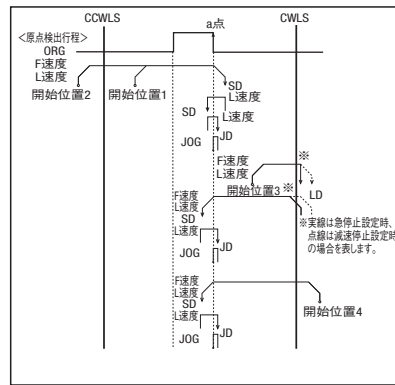 CCWLS
CWLS
<原点検出行程>
a点
ORG
F速度
L速度
SD
開始位置2
開始位置1
L速度
SD
L速度
JD
JOG
F速度
※
L速度
開始位置3
※
LD
F速度
L速度
SD
※実線は急停止設定時、
点線は減速停止設定時
の場合を表します。
L速度
JD
JOG
F速度
L速度
SD
開始位置4
L速度
JD
JOG